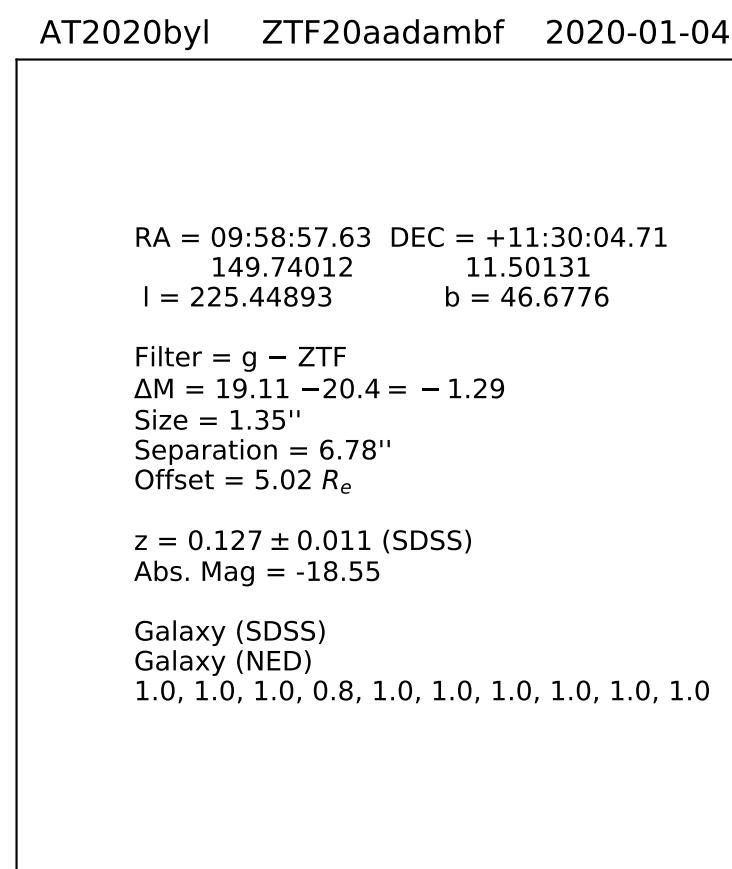 AT2020byl ZTF20aadambf 2020-01-04
RA = 09:58:57.63 DEC = +11:30:04.71
149.74012 11.50131
l = 225.44893 b = 46.6776
Filter = g − ZTF
ΔM = 19.11 −20.4 = −1.29
Size = 1.35''
Separation = 6.78''
Offset = 5.02 Rₑ
z = 0.127 ± 0.011 (SDSS)
Abs. Mag = -18.55
Galaxy (SDSS)
Galaxy (NED)
1.0, 1.0, 1.0, 0.8, 1.0, 1.0, 1.0, 1.0, 1.0, 1.0